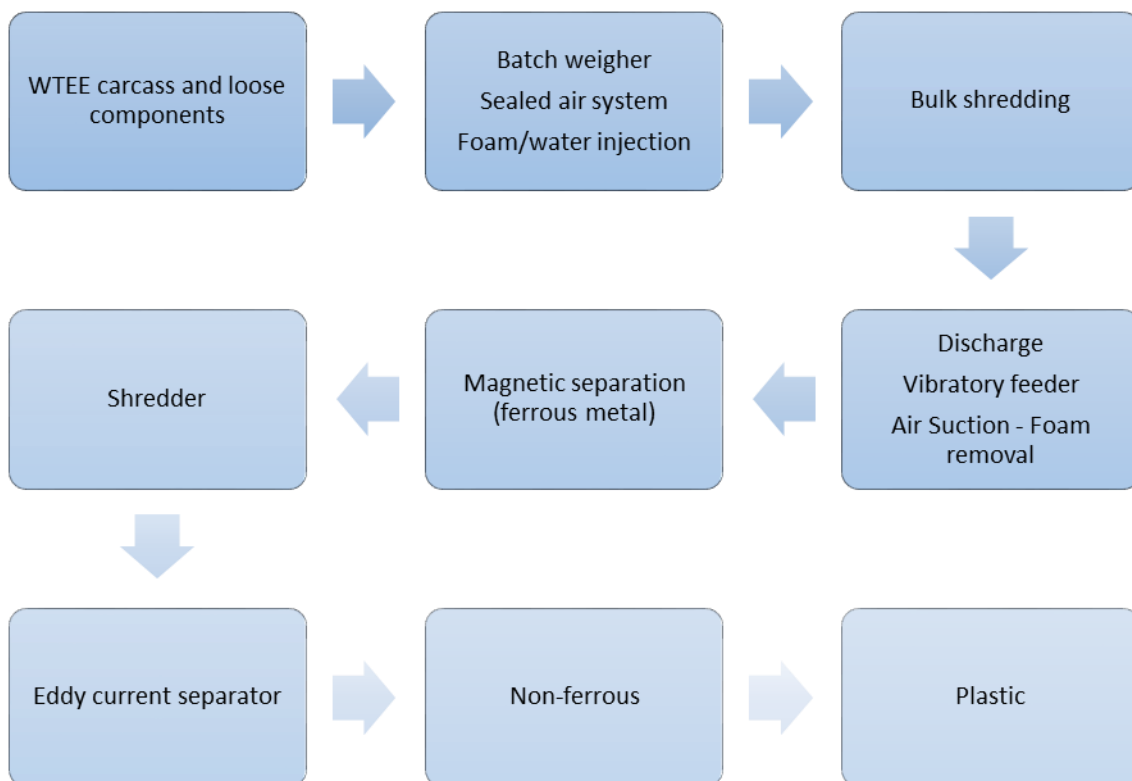 WTEE carcass and loose
components
Batch weigher
Sealed air system
Foam/water injection
Bulk shredding
Discharge
Vibratory feeder
Air Suction - Foam
removal
Magnetic separation
(ferrous metal)
Shredder
Eddy current separator
Non-ferrous
Plastic